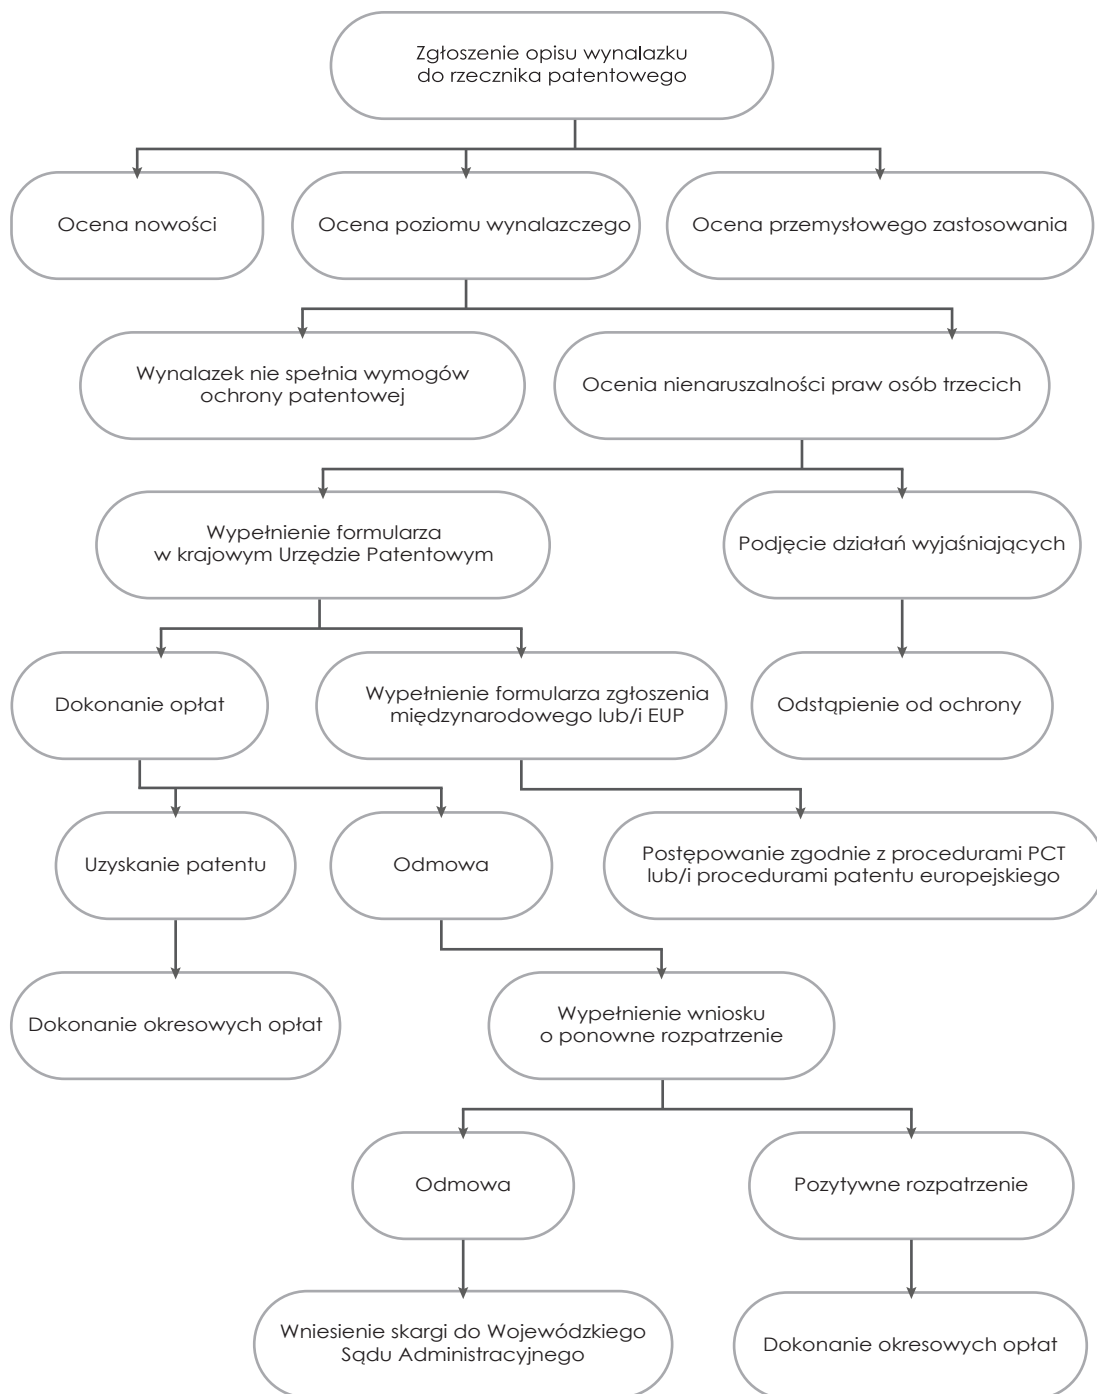 Zgłoszenie opisu wynalazku
do rzecznika patentowego
Ocena nowości
Ocena poziomu wynalazczego
Ocena przemysłowego zastosowania
Wynalazek nie spełnia wymogów
ochrony patentowej
Ocenia nienaruszalności praw osób trzecich
Wypełnienie formularza
w krajowym Urzędzie Patentowym
Podjęcie działań wyjaśniających
Dokonanie opłat
Wypełnienie formularza zgłoszenia
międzynarodowego lub/i EUP
Odstąpienie od ochrony
Uzyskanie patentu
Odmowa
Postępowanie zgodnie z procedurami PCT
lub/i procedurami patentu europejskiego
Dokonanie okresowych opłat
Wypełnienie wniosku
o ponowne rozpatrzenie
Odmowa
Pozytywne rozpatrzenie
Wniesienie skargi do Wojewódzkiego
Sądu Administracyjnego
Dokonanie okresowych opłat